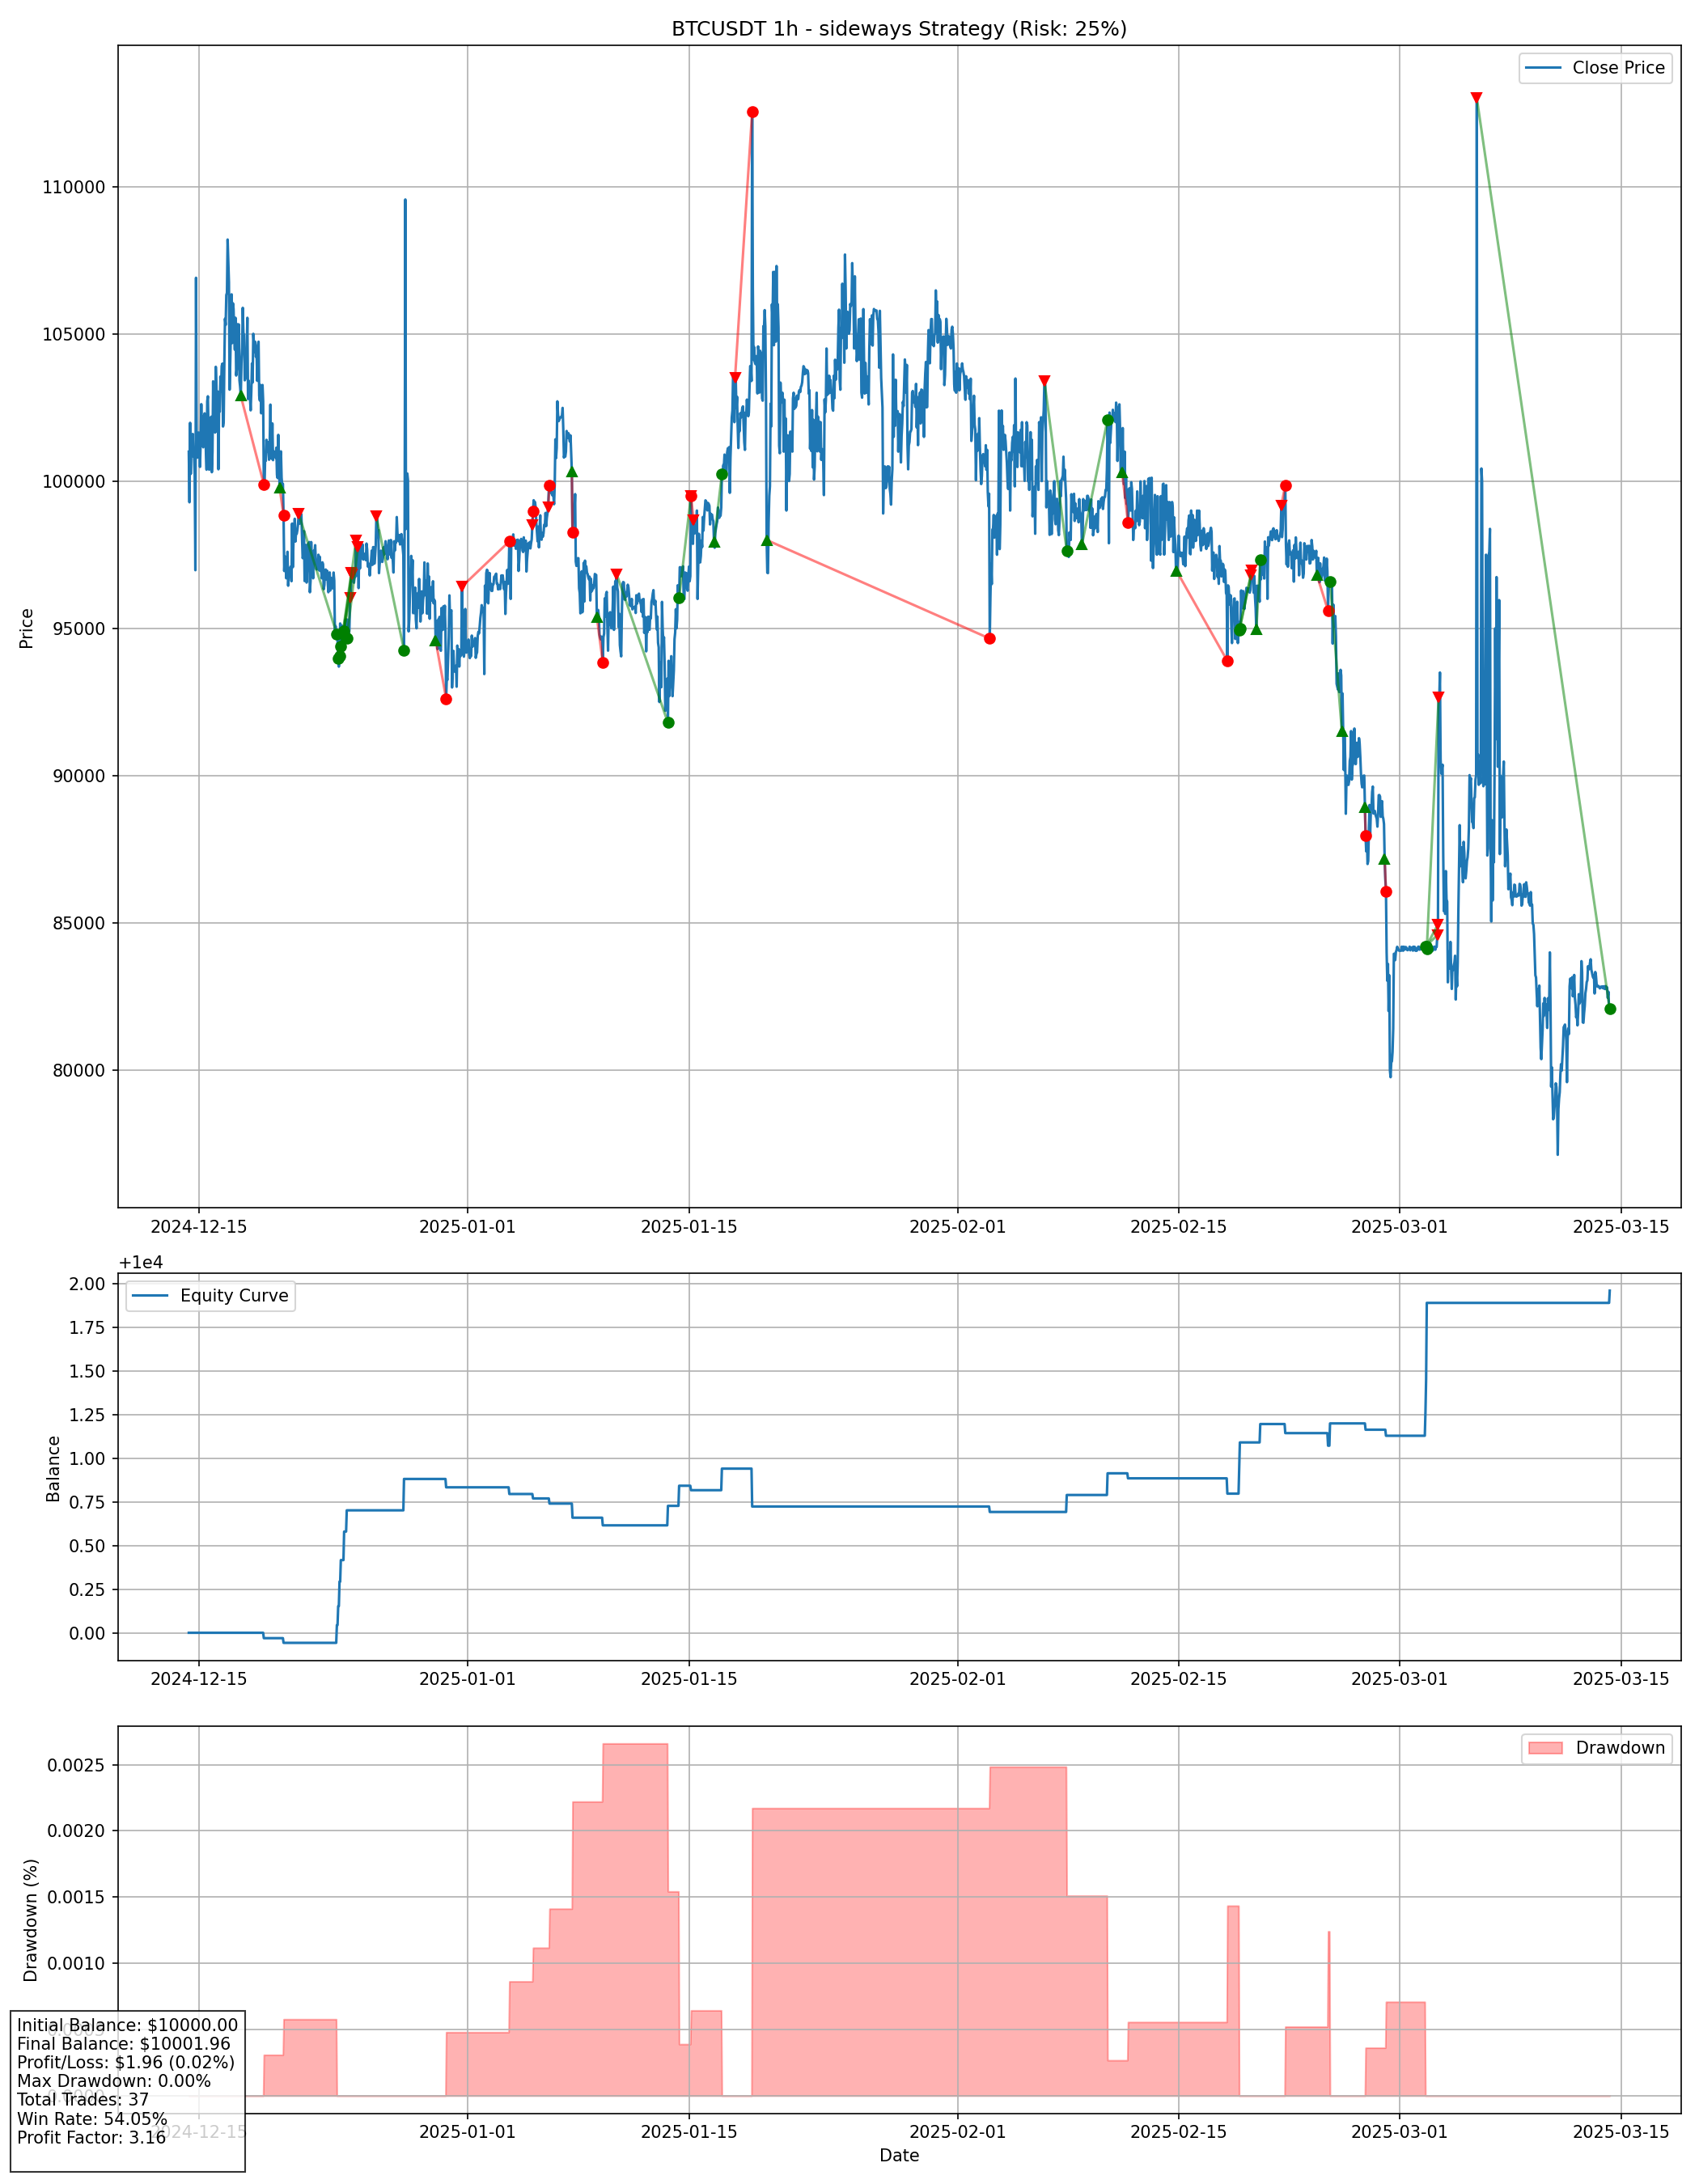 BTCUSDT 1h - sideways Strategy (Risk: 25%)
Close Price
Price
110000
105000
100000
95000
90000
85000
80000
2024-12-15
2025-01-01
2025-01-15
2025-02-01
2025-02-15
2025-03-01
2025-03-15
+1e4
Equity Curve
Balance
2.00
1.75
1.50
1.25
1.00
0.75
0.50
0.25
0.00
2024-12-15
2025-01-01
2025-01-15
2025-02-01
2025-02-15
2025-03-01
2025-03-15
Drawdown
Drawdown (%)
0.0025
0.0020
0.0015
0.0010
0.0005
0.0000
2024-12-15
2025-01-01
2025-01-15
2025-02-01
2025-02-15
2025-03-01
2025-03-15
Date
Initial Balance: $10000.00
Final Balance: $10001.96
Profit/Loss: $1.96 (0.02%)
Max Drawdown: 0.00%
Total Trades: 37
Win Rate: 54.05%
Profit Factor: 3.16